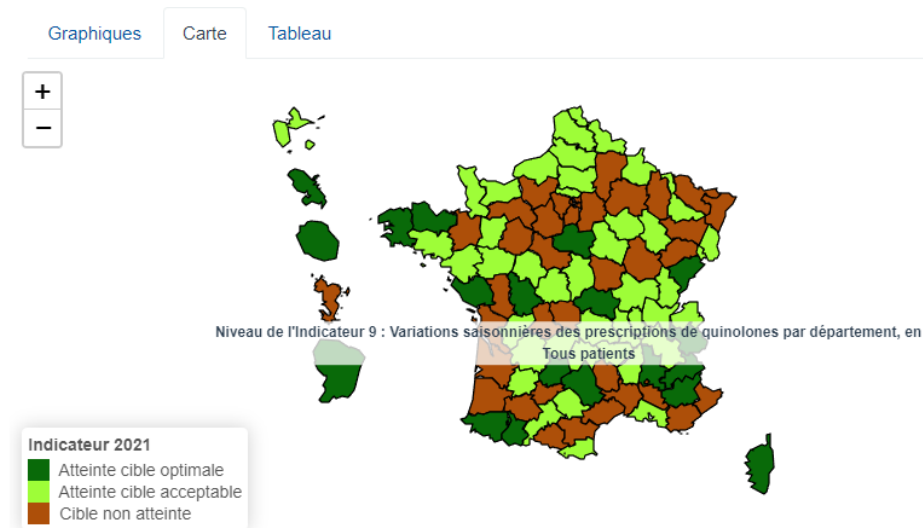 Graphiques Carte Tableau
+
−
Niveau de l'Indicateur 9 : Variations saisonnières des prescriptions de quinolones par département, en
Tous patients
Indicateur 2021
Atteinte cible optimale
Atteinte cible acceptable
Cible non atteinte